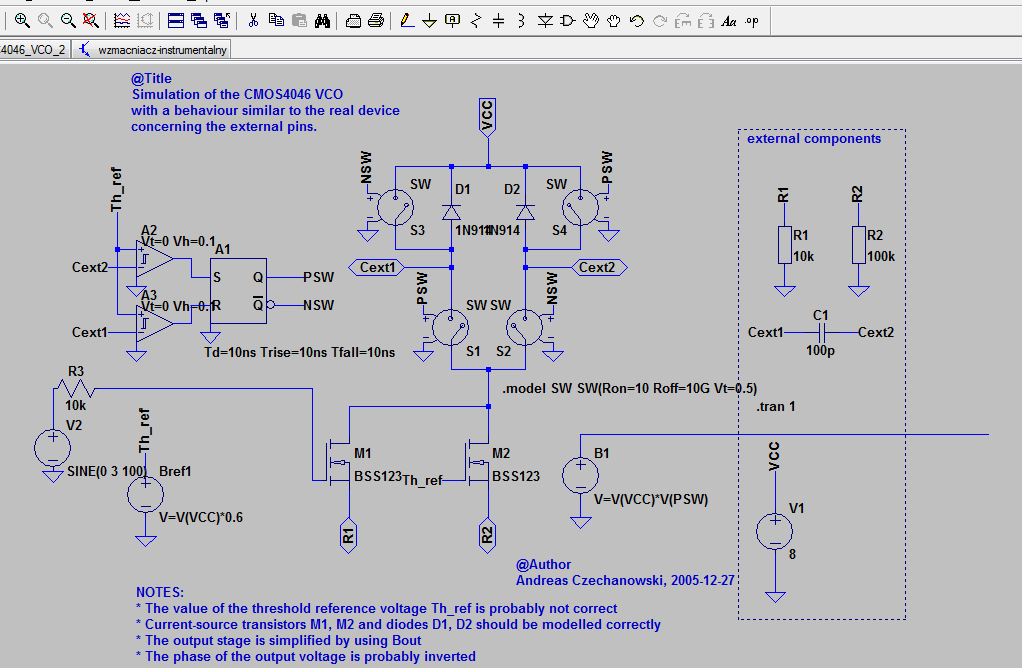 Aa .op
4046_VCO_2 wzmacniacz-instrumentalny
@Title
Simulation of the CMOS4046 VCO
with a behaviour similar to the real device
concerning the external pins.
VCC
external components
NSW
SW
D1
D2
SW
PSW
Th_ref
R1
R2
S3
1N914
1N914
S4
A2
Vt=0 Vh=0.1
A1
R1
10k
R2
100k
Cext2
S
Q
PSW
Cext1
Cext2
A3
Vt=0 Vh=0.1
R
Q
NSW
PSW
SW
SW
NSW
C1
Cext1
Cext1
Cext2
100p
Td=10ns Trise=10ns Tfall=10ns
S1
S2
R3
10k
.model SW SW(Ron=10 Roff=10G Vt=0.5)
.tran 1
V2
Th_ref
M1
M2
B1
VCC
SINE(0 3 100)
Bref1
BSS123
Th_ref
BSS123
V=V(VCC)*V(PSW)
V=V(VCC)*0.6
V1
R1
R2
8
@Author
Andreas Czechanowski, 2005-12-27
NOTES:
* The value of the threshold reference voltage Th_ref is probably not correct
* Current-source transistors M1, M2 and diodes D1, D2 should be modelled correctly
* The output stage is simplified by using Bout
* The phase of the output voltage is probably inverted